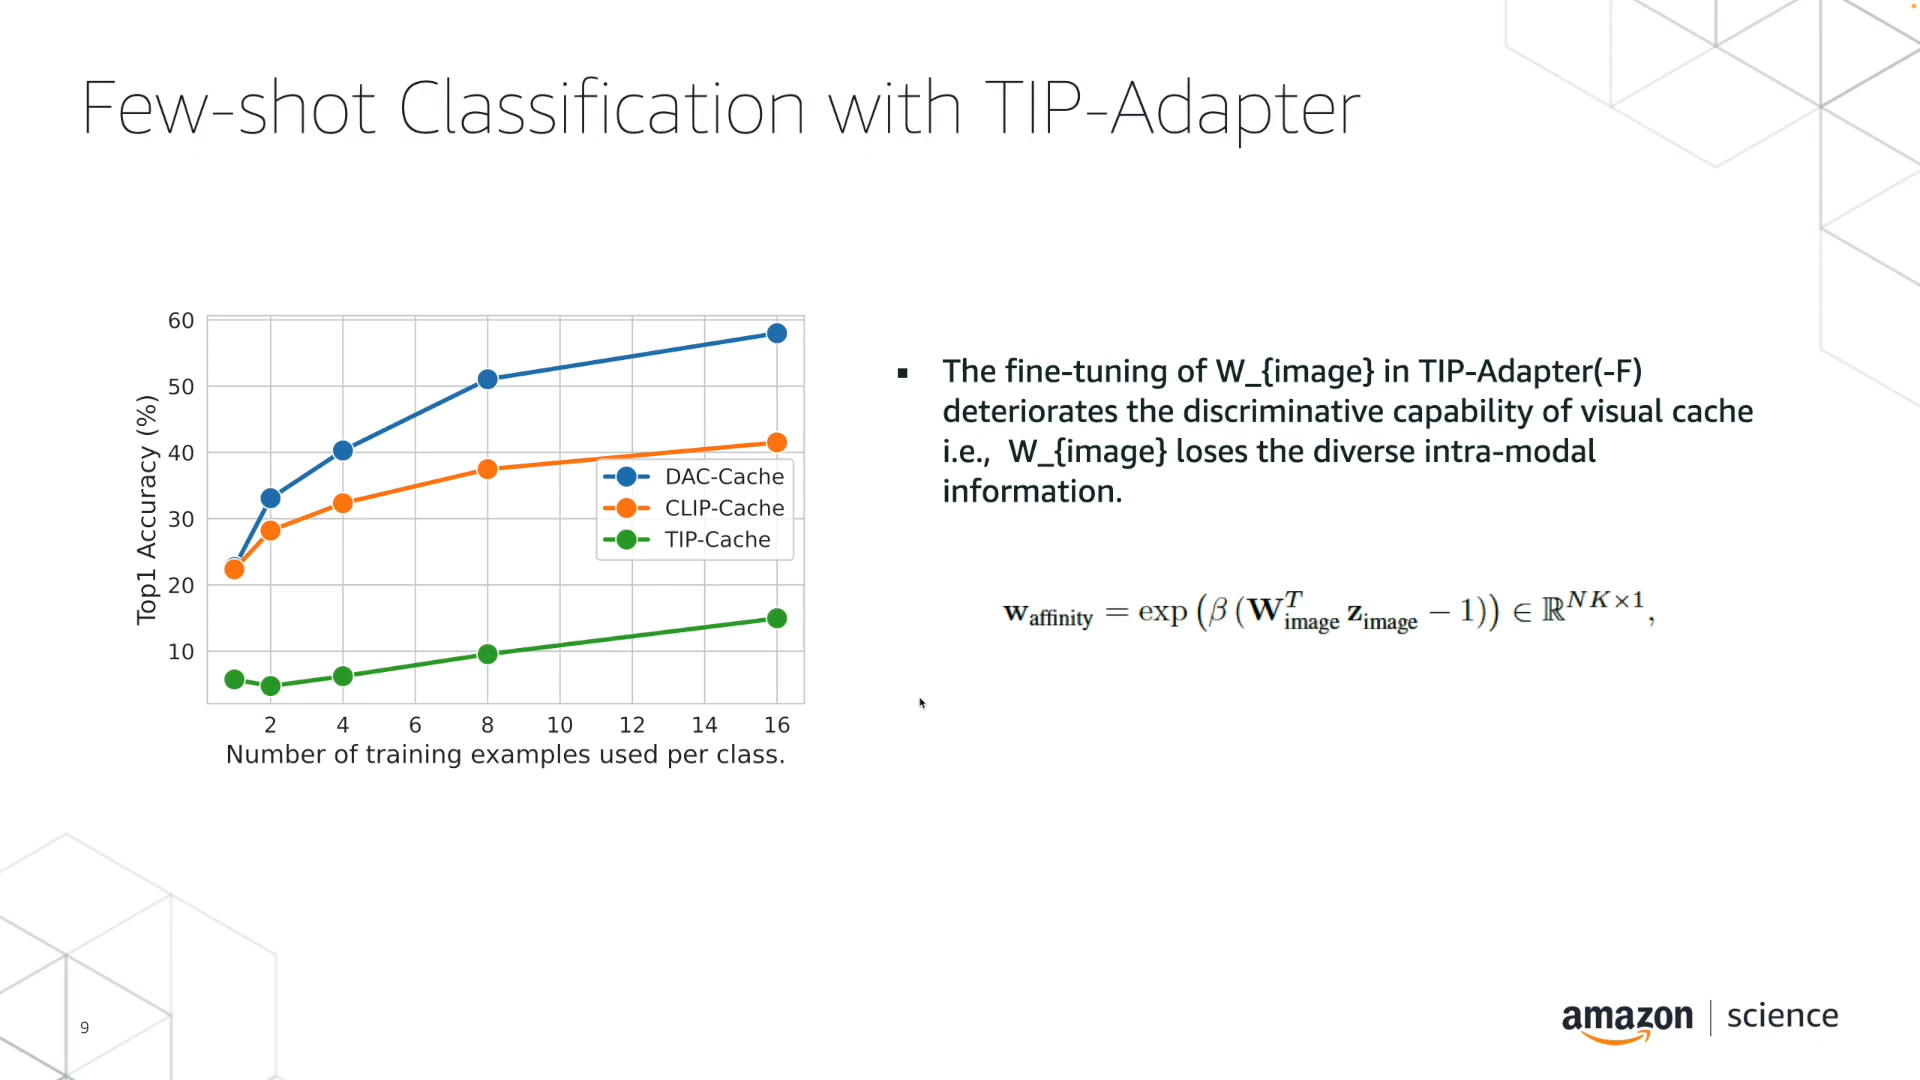 Few-shot Classification with TIP-Adapter
60
50
40
30
20
10
Top1 Accuracy (%)
DAC-Cache
CLIP-Cache
TIP-Cache
2 4 6 8 10 12 14 16
Number of training examples used per class.
▪ The fine-tuning of W_{image} in TIP-Adapter(-F)
deteriorates the discriminative capability of visual cache
i.e., W_{image} loses the diverse intra-modal
information.
w_affinity = exp (β (W^T_image z_image − 1)) ∈ ℝ^{NK×1},
9
amazon | science